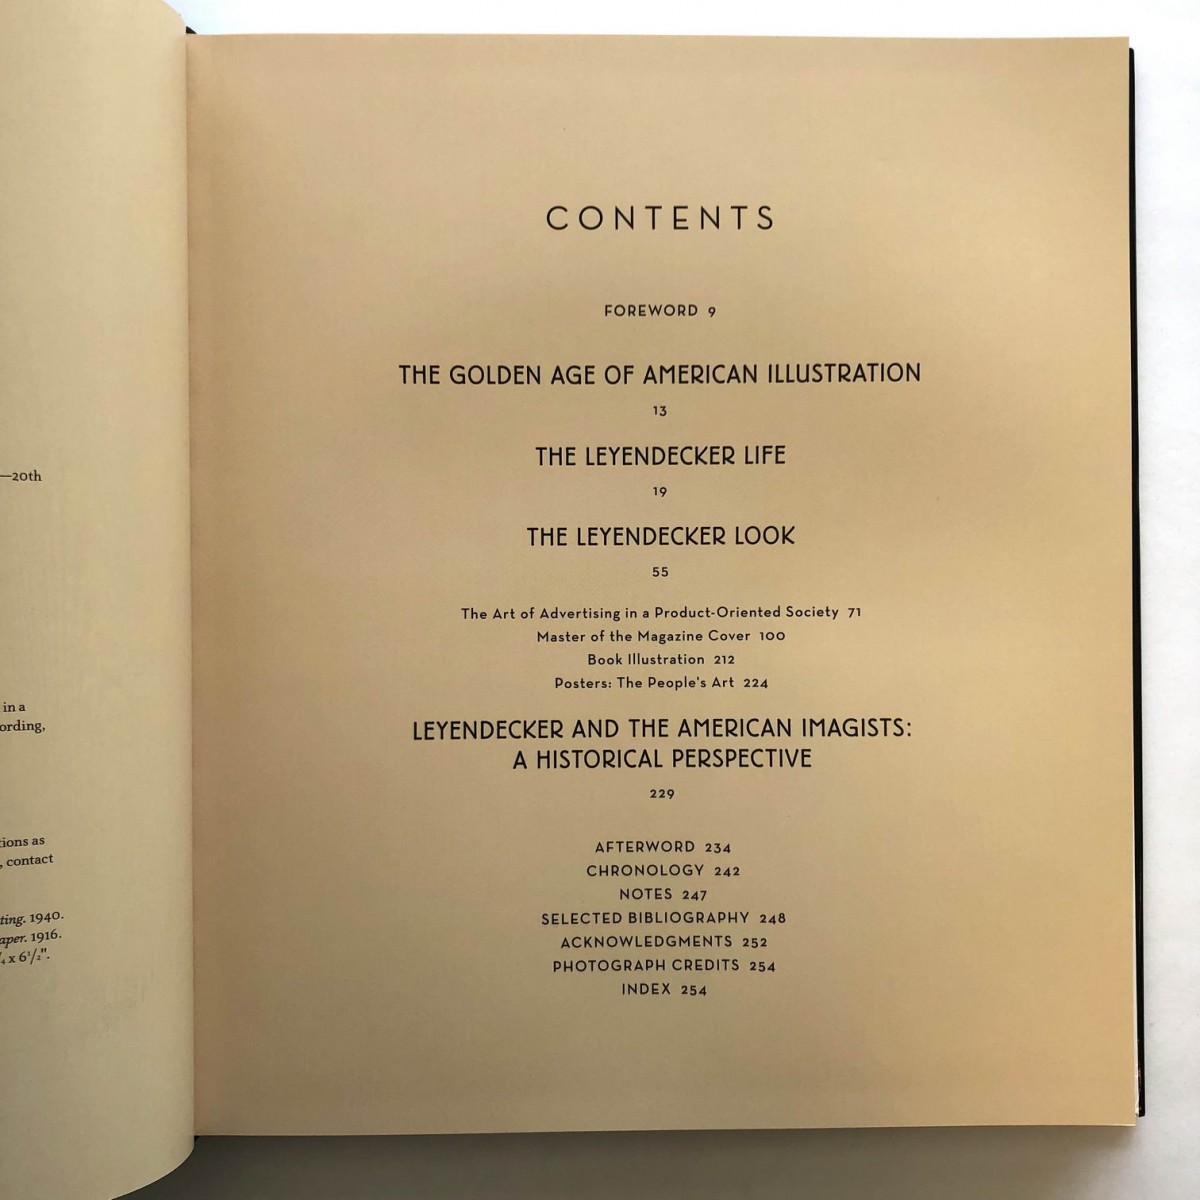 —20th
in a
ording,
tions as
, contact
ting. 1940.
aper. 1916.
x 6¹/₂".
CONTENTS
FOREWORD 9
THE GOLDEN AGE OF AMERICAN ILLUSTRATION
13
THE LEYENDECKER LIFE
19
THE LEYENDECKER LOOK
55
The Art of Advertising in a Product-Oriented Society 71
Master of the Magazine Cover 100
Book Illustration 212
Posters: The People's Art 224
LEYENDECKER AND THE AMERICAN IMAGISTS:
A HISTORICAL PERSPECTIVE
229
AFTERWORD 234
CHRONOLOGY 242
NOTES 247
SELECTED BIBLIOGRAPHY 248
ACKNOWLEDGMENTS 252
PHOTOGRAPH CREDITS 254
INDEX 254